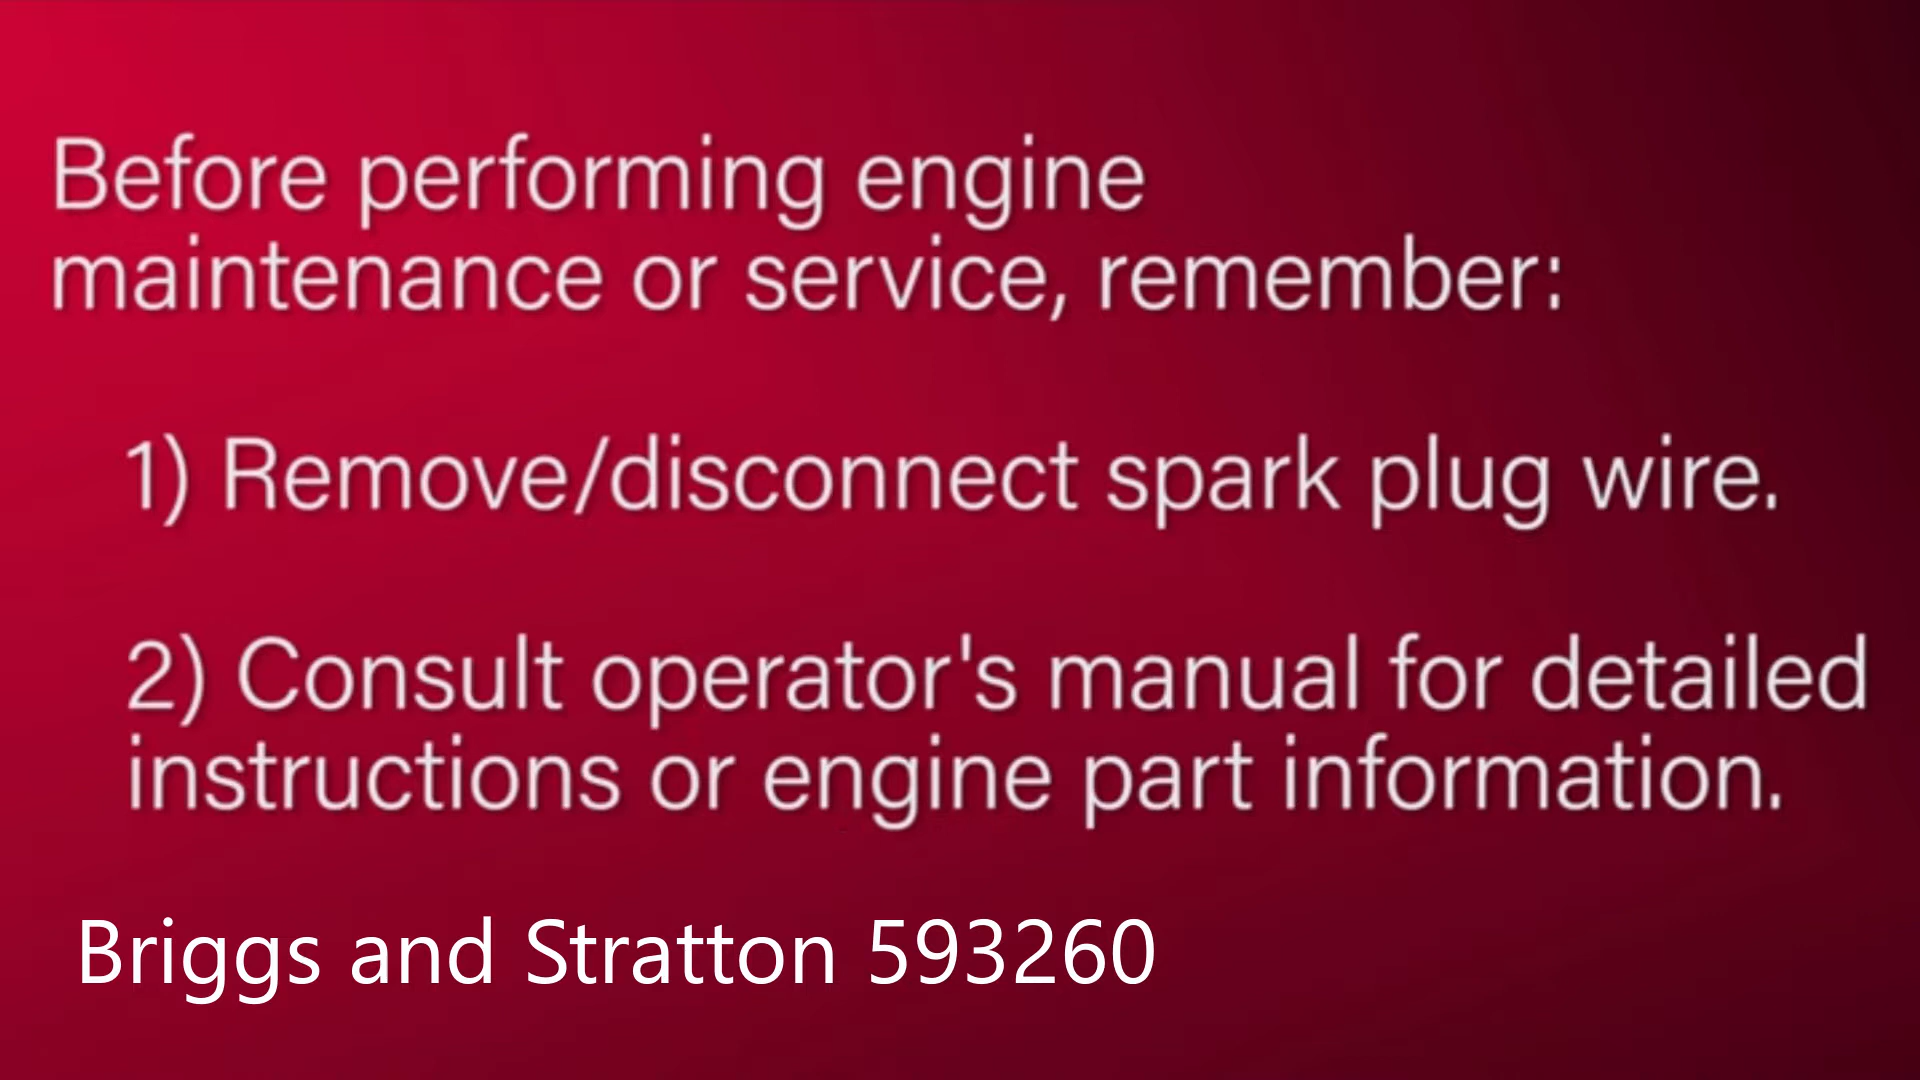 Before performing engine
maintenance or service, remember:
1) Remove/disconnect spark plug wire.
2) Consult operator's manual for detailed
instructions or engine part information.
Briggs and Stratton 593260